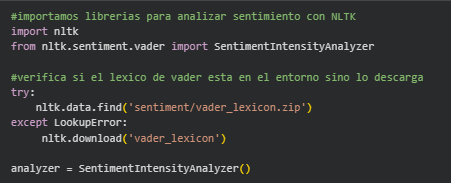 #importamos librerias para analizar sentimiento con NLTK
import nltk
from nltk.sentiment.vader import SentimentIntensityAnalyzer

#verifica si el lexico de vader esta en el entorno sino lo descarga
try:
    nltk.data.find('sentiment/vader_lexicon.zip')
except LookupError:
     nltk.download('vader_lexicon')

analyzer = SentimentIntensityAnalyzer()